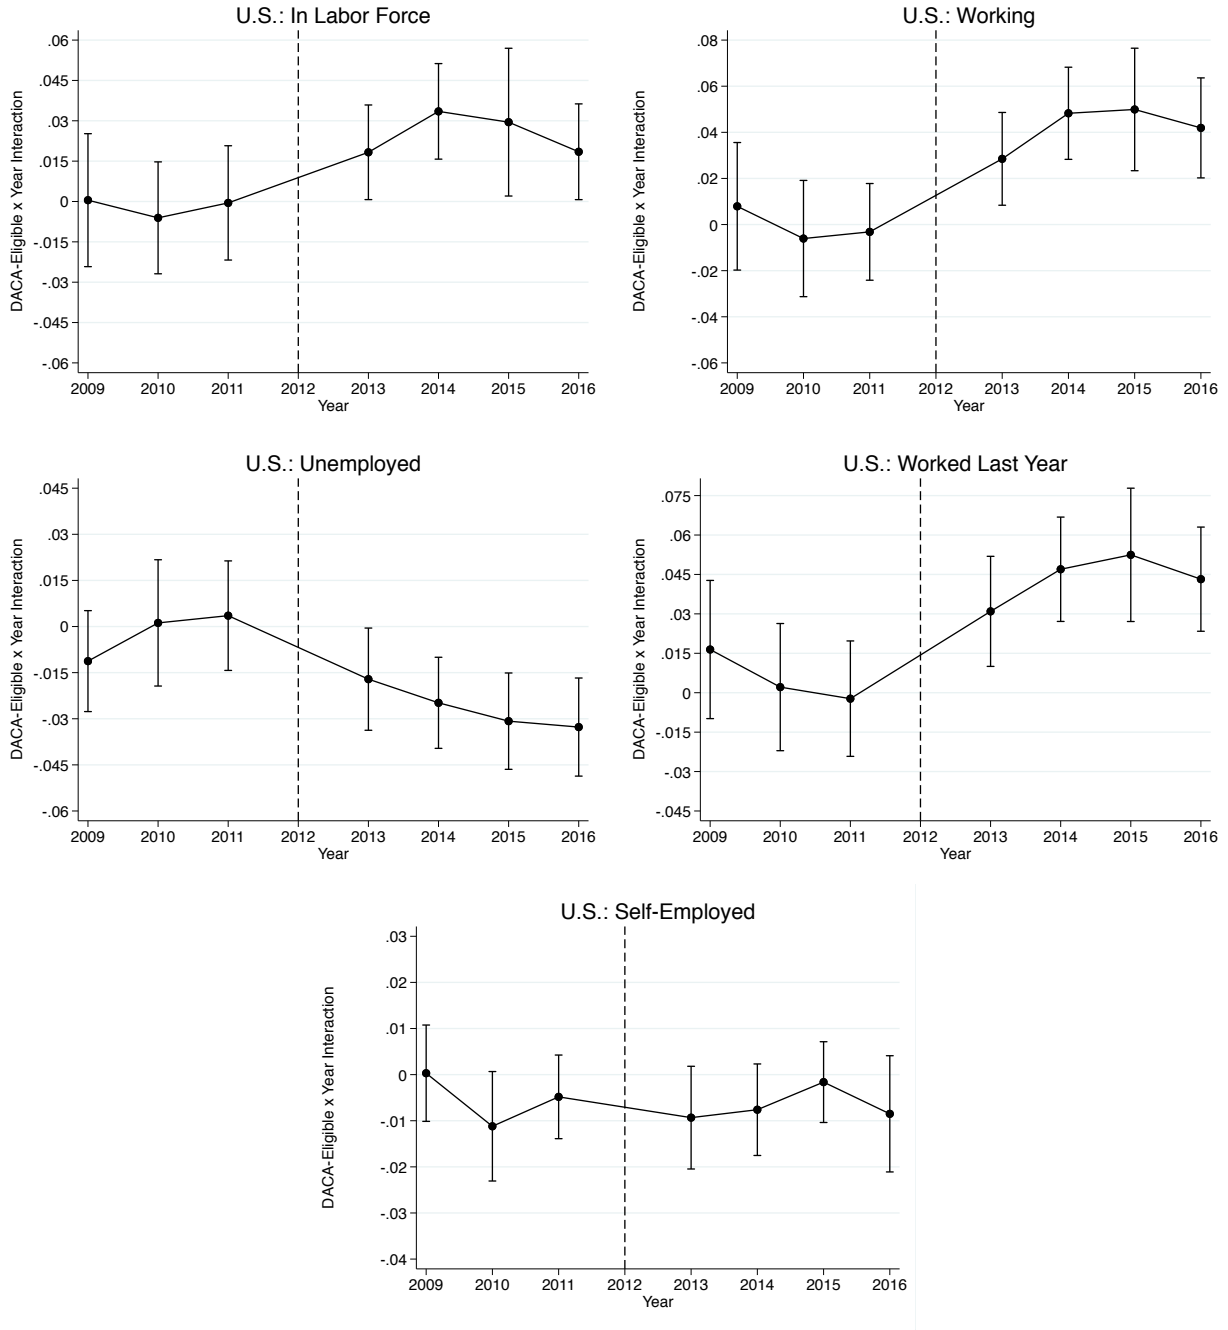 U.S.: In Labor Force
DACA-Eligible x Year Interaction
.06
.045
.03
.015
0
-.015
-.03
-.045
-.06
2009 2010 2011 2012 2013 2014 2015 2016
Year
U.S.: Working
DACA-Eligible x Year Interaction
.08
.06
.04
.02
0
-.02
-.04
-.06
2009 2010 2011 2012 2013 2014 2015 2016
Year
U.S.: Unemployed
DACA-Eligible x Year Interaction
.045
.03
.015
0
-.015
-.03
-.045
-.06
2009 2010 2011 2012 2013 2014 2015 2016
Year
U.S.: Worked Last Year
DACA-Eligible x Year Interaction
.075
.06
.045
.03
.015
0
-.015
-.03
-.045
2009 2010 2011 2012 2013 2014 2015 2016
Year
U.S.: Self-Employed
DACA-Eligible x Year Interaction
.03
.02
.01
0
-.01
-.02
-.03
-.04
2009 2010 2011 2012 2013 2014 2015 2016
Year